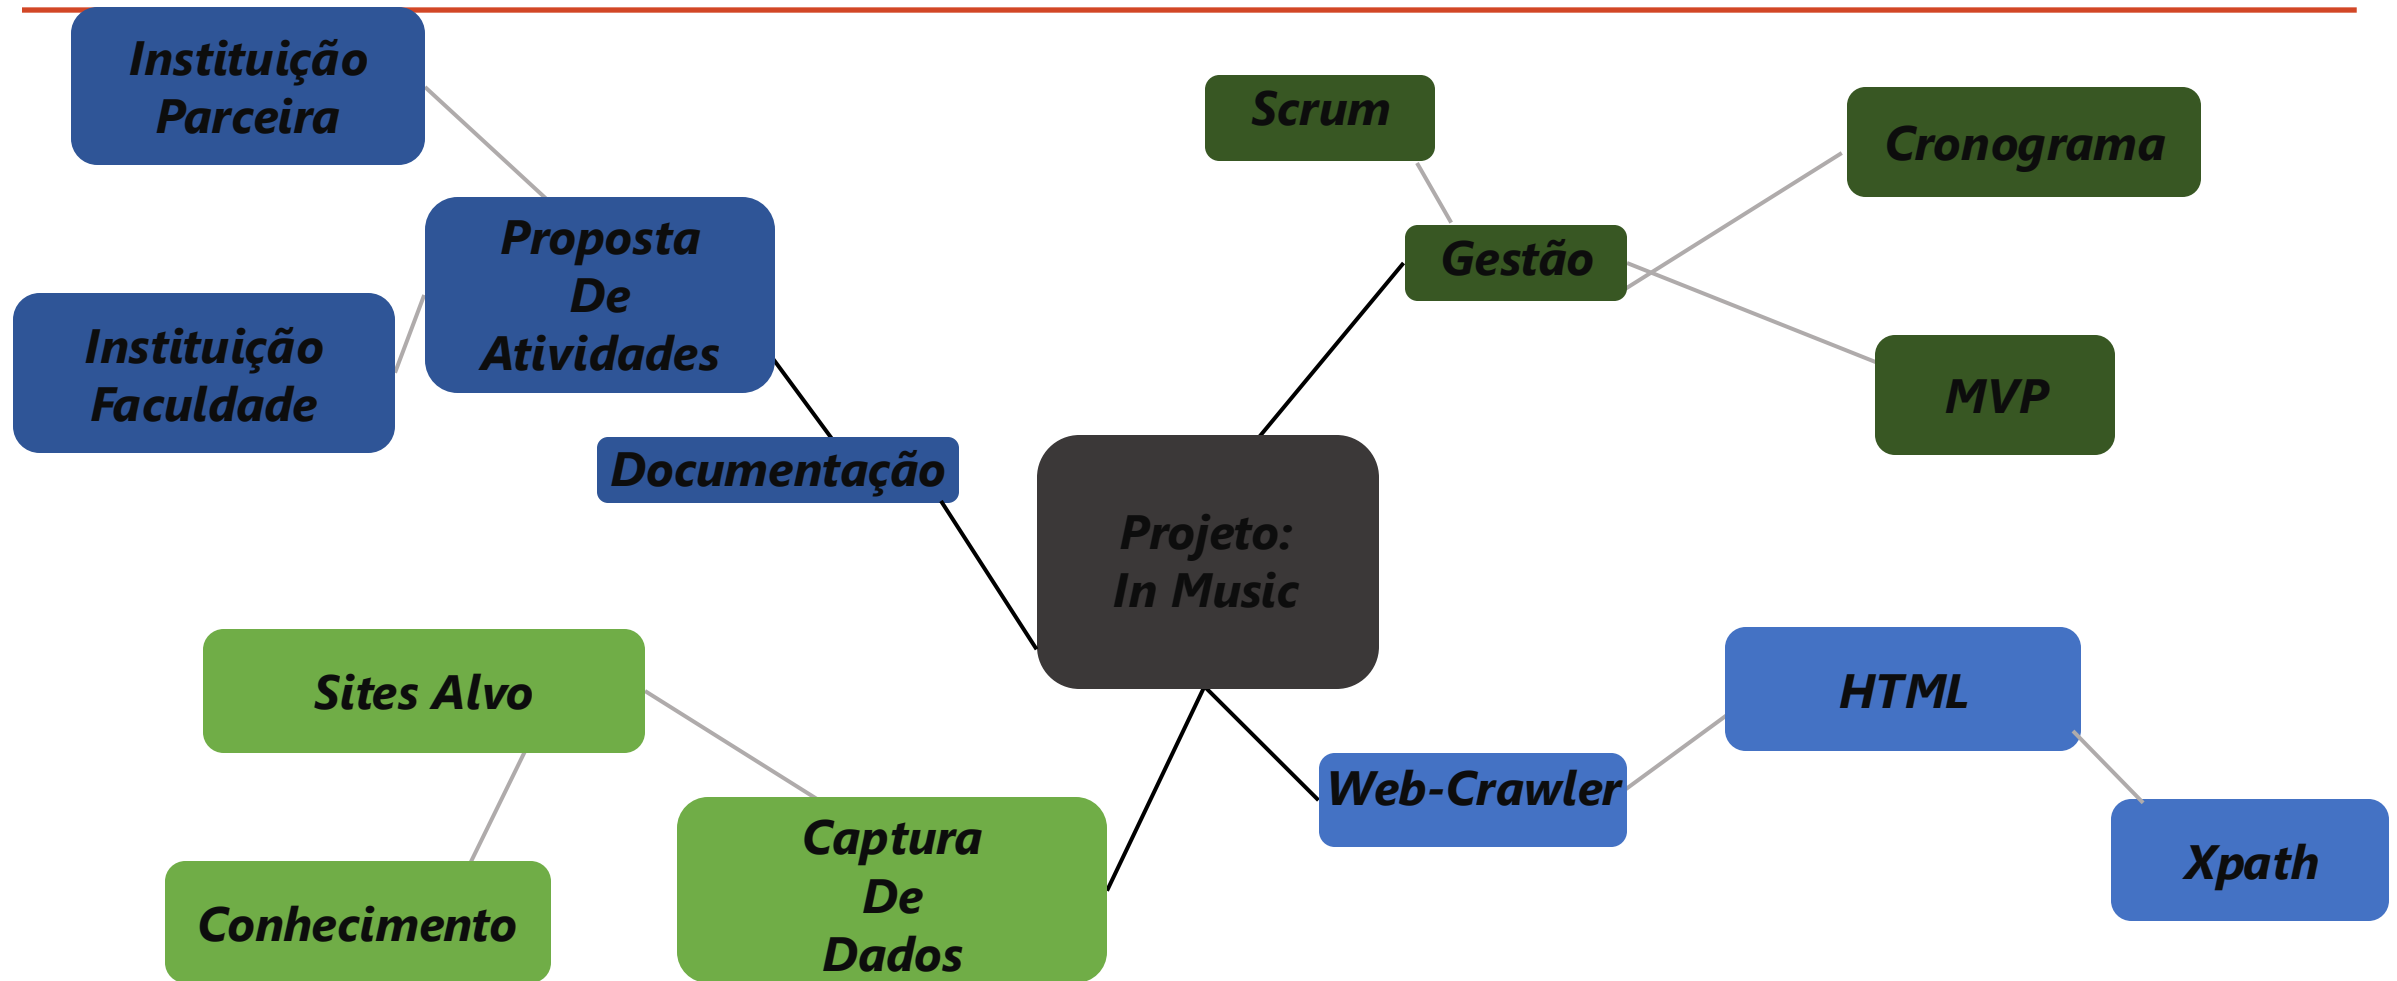 Instituição
Parceira
Scrum
Cronograma
Proposta
De
Atividades
Gestão
Instituição
Faculdade
MVP
Documentação
Projeto:
In Music
Sites Alvo
HTML
Web-Crawler
Captura
De
Dados
Xpath
Conhecimento